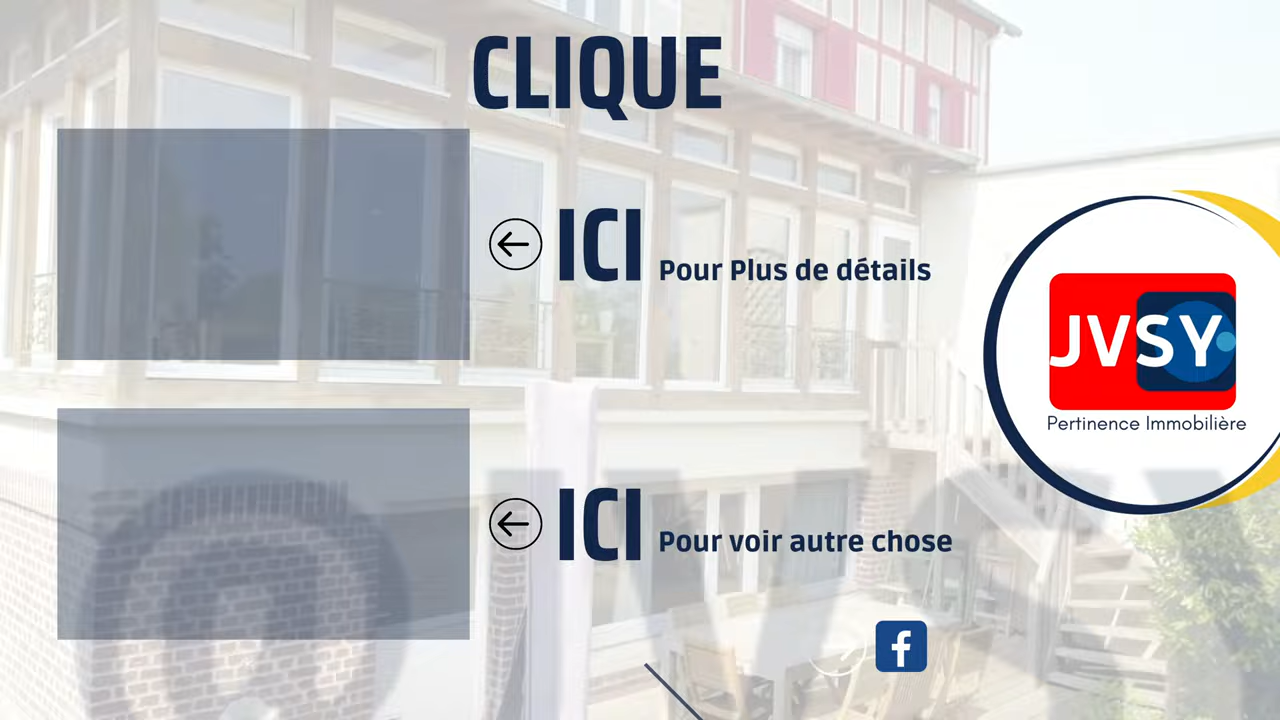 CLIQUE
ICI Pour Plus de détails
JVSY
Pertinence Immobilière
ICI Pour voir autre chose
f